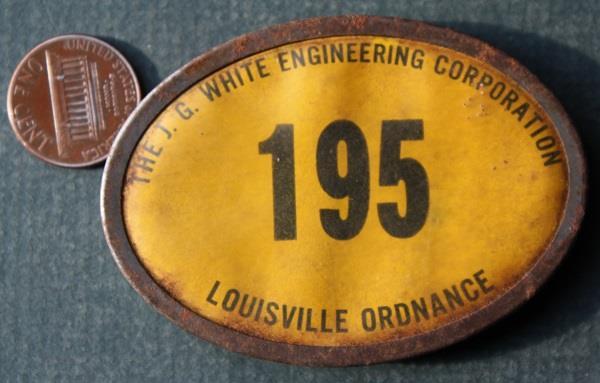 THE J. G. WHITE ENGINEERING CORPORATION
195
LOUISVILLE ORDNANCE
UNITED STATES
ONE CENT